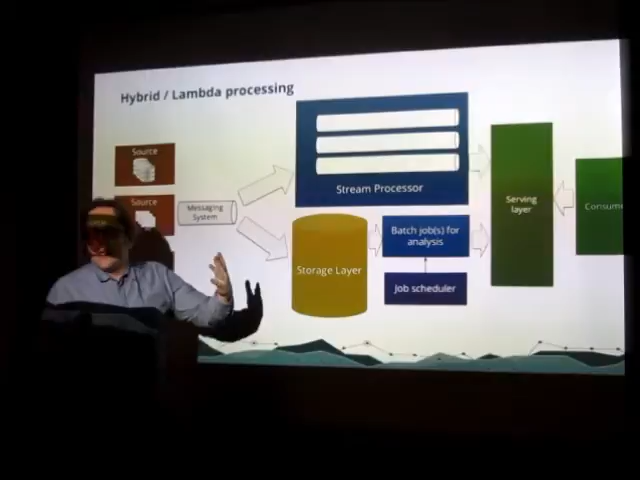 Hybrid / Lambda processing
Source
Source
Messaging
System
Stream Processor
Storage Layer
Batch job(s) for
analysis
Job scheduler
Serving
layer
Consum